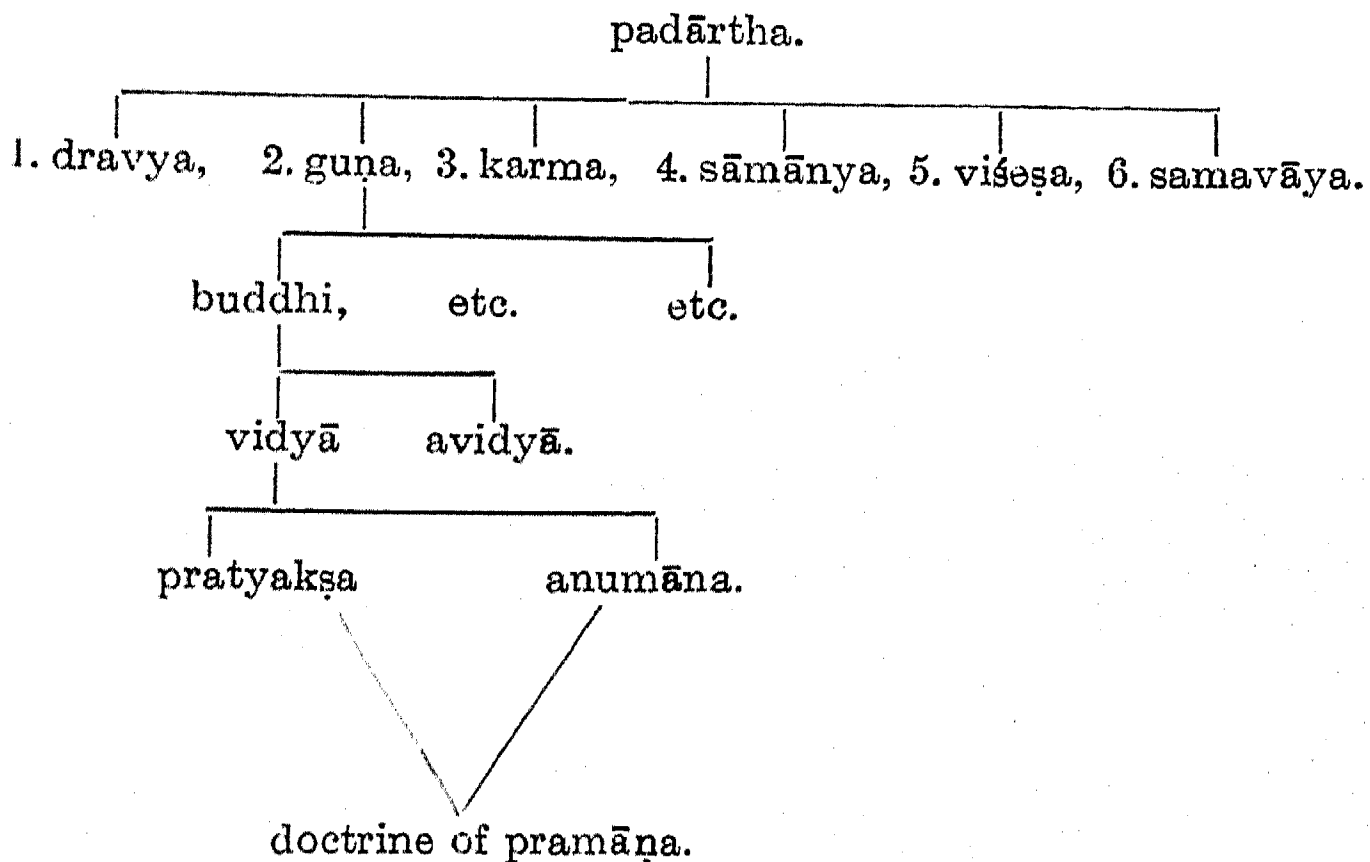 padārtha.
1. dravya, 2. guṇa, 3. karma, 4. sāmānya, 5. viśeṣa, 6. samavāya.
buddhi, etc. etc.
vidyā avidyā.
pratyakṣa anumāna.
doctrine of pramāṇa.